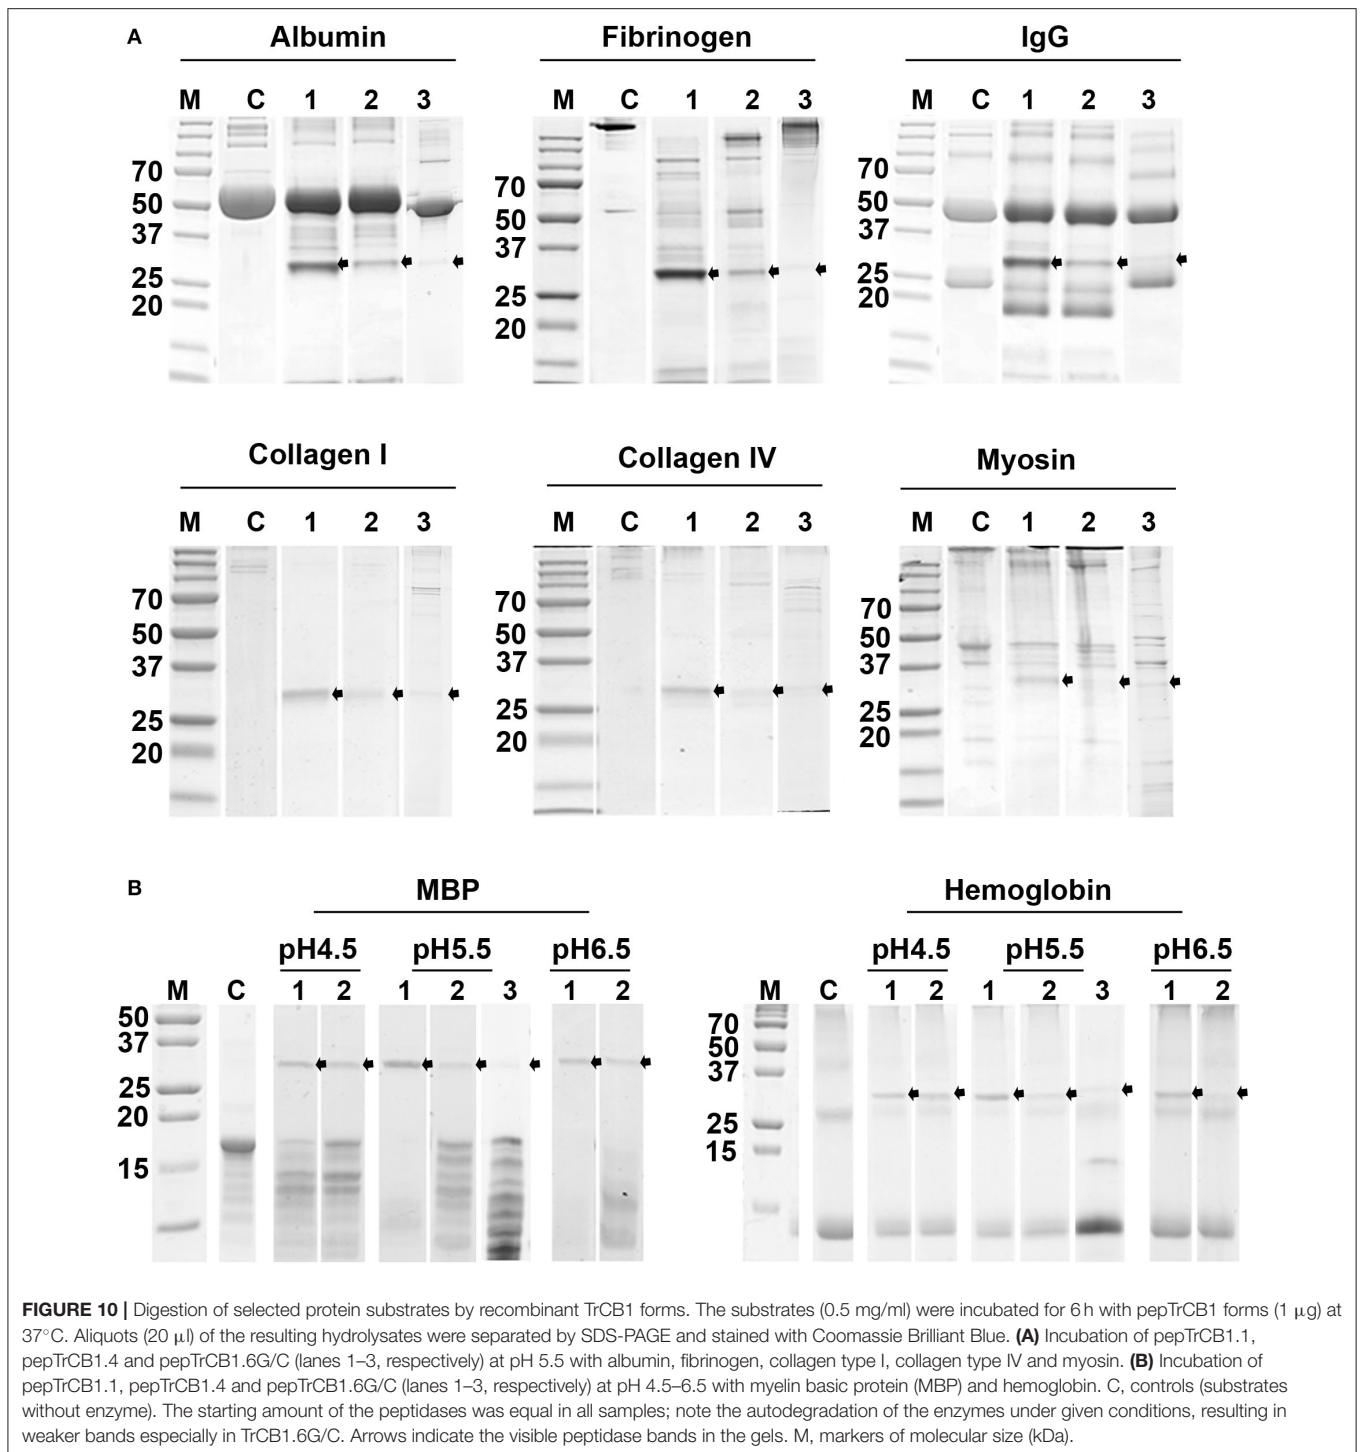 A
Albumin
Fibrinogen
IgG
M C 1 2 3
M C 1 2 3
M C 1 2 3
70
50
37
25
20
70
50
37
25
20
70
50
37
25
20
Collagen I
Collagen IV
Myosin
M C 1 2 3
M C 1 2 3
M C 1 2 3
70
50
37
25
20
70
50
37
25
20
70
50
37
25
20
B
MBP
Hemoglobin
pH4.5 pH5.5 pH6.5
pH4.5 pH5.5 pH6.5
M C 1 2 1 2 3 1 2
M C 1 2 1 2 3 1 2
50
37
25
20
15
70
50
37
25
15
FIGURE 10 | Digestion of selected protein substrates by recombinant TrCB1 forms. The substrates (0.5 mg/ml) were incubated for 6 h with pepTrCB1 forms (1 μg) at
37°C. Aliquots (20 μl) of the resulting hydrolysates were separated by SDS-PAGE and stained with Coomassie Brilliant Blue. (A) Incubation of pepTrCB1.1,
pepTrCB1.4 and pepTrCB1.6G/C (lanes 1–3, respectively) at pH 5.5 with albumin, fibrinogen, collagen type I, collagen type IV and myosin. (B) Incubation of
pepTrCB1.1, pepTrCB1.4 and pepTrCB1.6G/C (lanes 1–3, respectively) at pH 4.5–6.5 with myelin basic protein (MBP) and hemoglobin. C, controls (substrates
without enzyme). The starting amount of the peptidases was equal in all samples; note the autodegradation of the enzymes under given conditions, resulting in
weaker bands especially in TrCB1.6G/C. Arrows indicate the visible peptidase bands in the gels. M, markers of molecular size (kDa).